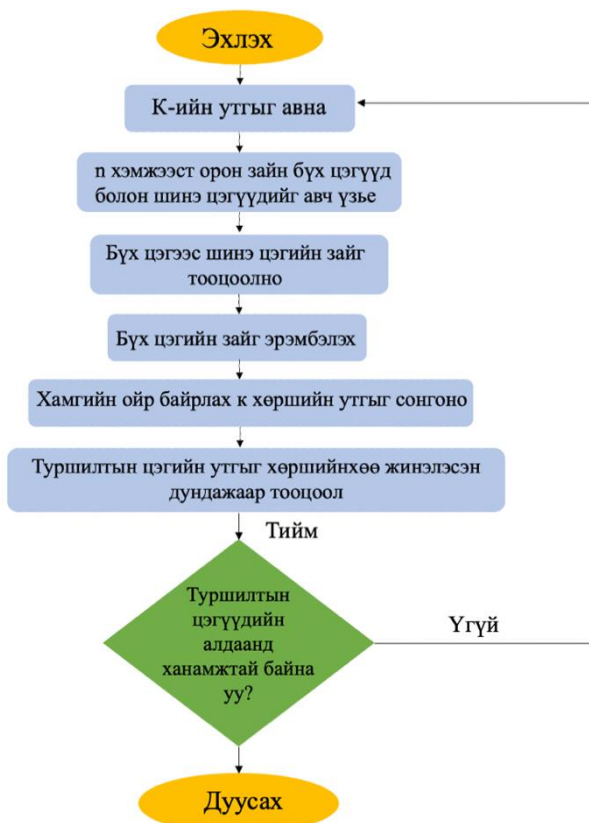 Эхлэх
К-ийн утгыг авна
n хэмжээст орон зайн бүх цэгүүд
болон шинэ цэгүүдийг авч үзье
Бүх цэгээс шинэ цэгийн зайг
тооцоолно
Бүх цэгийн зайг эрэмбэлэх
Хамгийн ойр байрлах к хөршийн утгыг сонгоно
Туршилтын цэгийн утгыг хөршийнхөө жинэлэсэн
дундажаар тооцоол
Тийм
Туршилтын
цэгүүдийн
алдаанд
ханамжтай байна
уу?
Үгүй
Дуусах